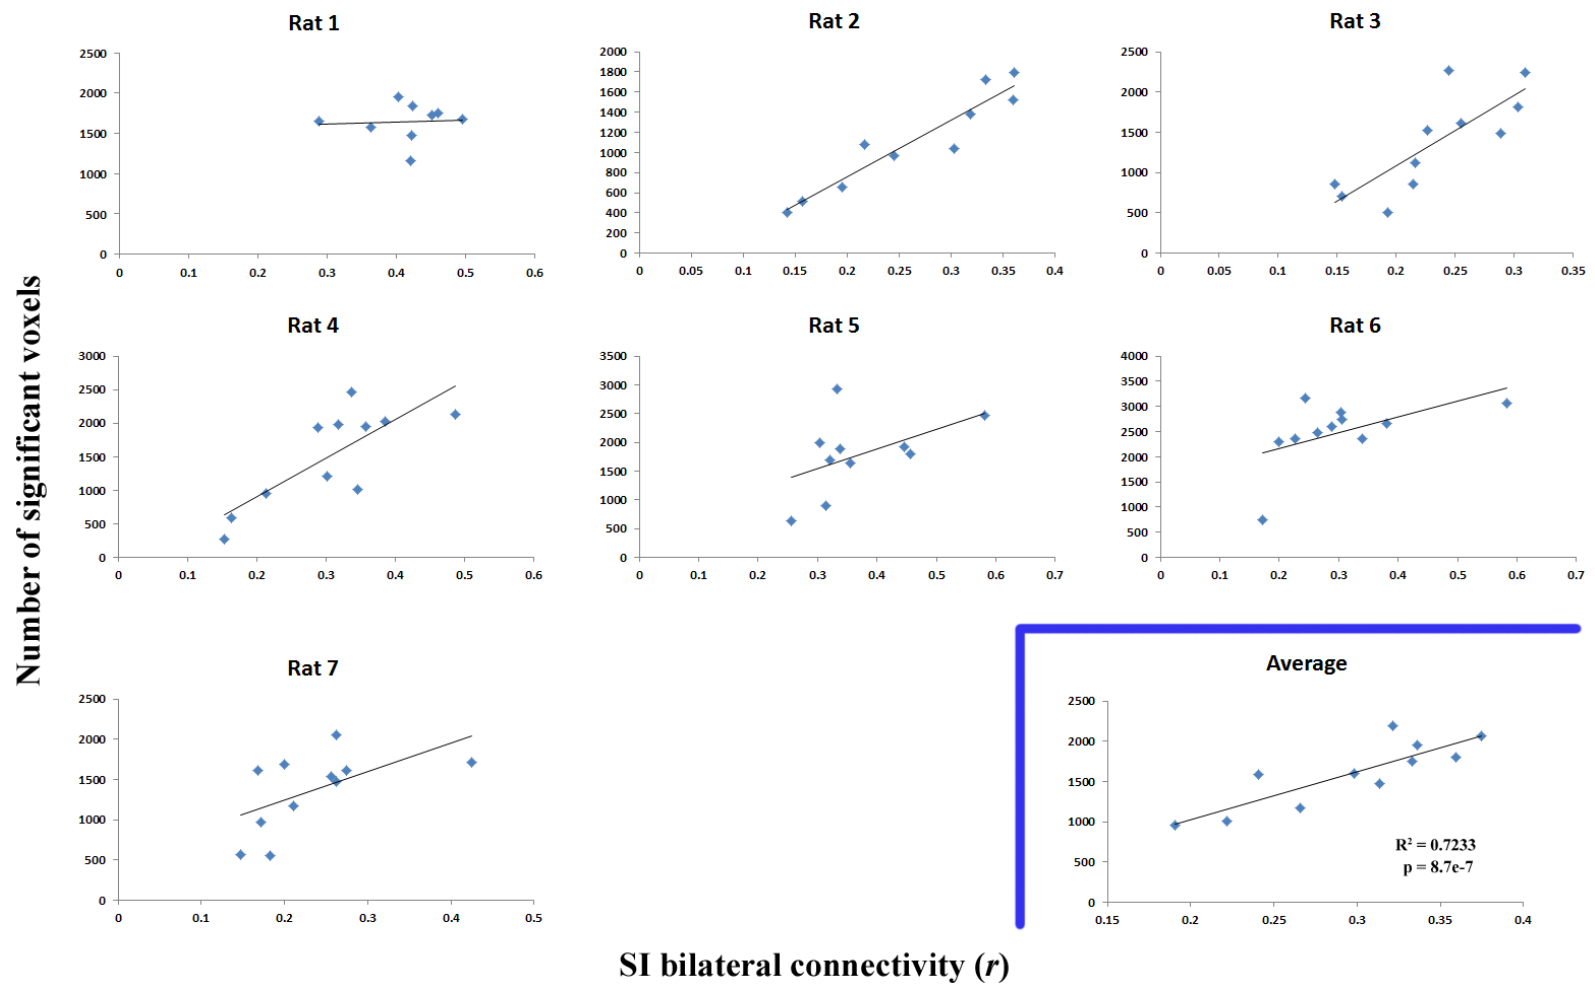 Number of significant voxels
Rat 1
2500
2000
1500
1000
500
0
0 0.1 0.2 0.3 0.4 0.5 0.6
Rat 2
2000
1800
1600
1400
1200
1000
800
600
400
200
0
0 0.05 0.1 0.15 0.2 0.25 0.3 0.35 0.4
Rat 3
2500
2000
1500
1000
500
0
0 0.05 0.1 0.15 0.2 0.25 0.3 0.35
Rat 4
3000
2500
2000
1500
1000
500
0
0 0.1 0.2 0.3 0.4 0.5 0.6
Rat 5
3500
3000
2500
2000
1500
1000
500
0
0 0.1 0.2 0.3 0.4 0.5 0.6 0.7
Rat 6
4000
3500
3000
2500
2000
1500
1000
500
0
0 0.1 0.2 0.3 0.4 0.5 0.6 0.7
Rat 7
2500
2000
1500
1000
500
0
0 0.1 0.2 0.3 0.4 0.5
Average
2500
2000
1500
1000
500
0
R² = 0.7233
p = 8.7e-7
0.15 0.2 0.25 0.3 0.35 0.4
SI bilateral connectivity (r)